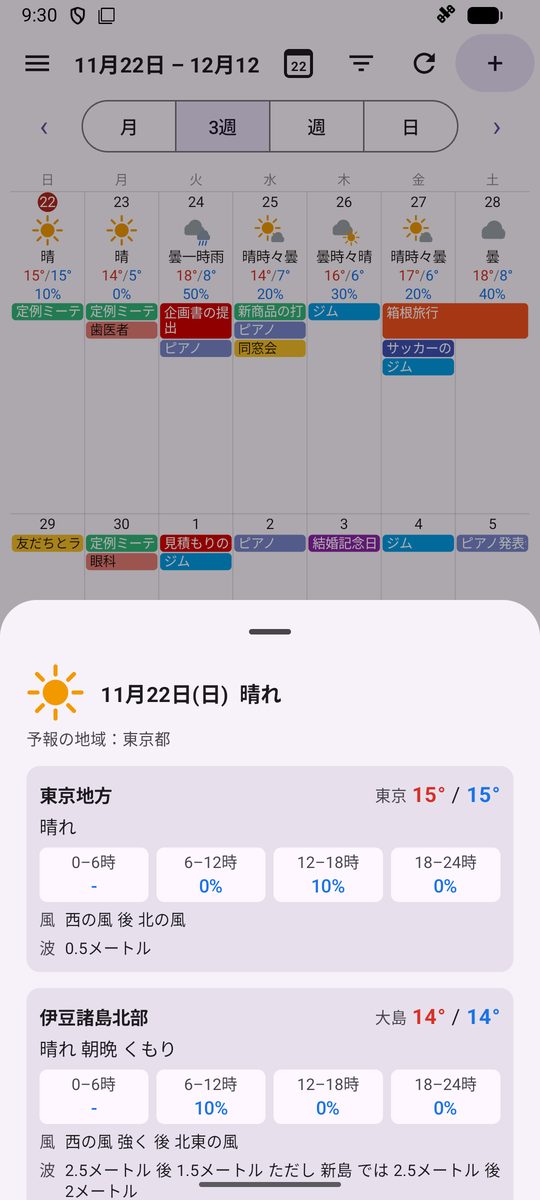 9:30
11月22日 – 12月12
22
+
‹ 月 3週 週 日 ›
日 月 火 水 木 金 土
22 23 24 25 26 27 28
晴 晴 曇一時雨 晴時々曇 曇時々晴 晴時々曇 曇
15°/15° 14°/5° 18°/8° 14°/7° 16°/6° 17°/6° 18°/8°
10% 0% 50% 20% 30% 20% 40%
定例ミーテ 定例ミーテ 企画書の提出 新商品の打 ジム 箱根旅行
歯医者 ピアノ
ピアノ 同窓会 サッカーの
ジム
29 30 1 2 3 4 5
友だちとラ 定例ミーテ 見積もりの ピアノ 結婚記念日 ジム ピアノ発表
眼科 ジム
11月22日(日) 晴れ
予報の地域：東京都
東京地方 東京 15° / 15°
晴れ
0–6時 6–12時 12–18時 18–24時
- 0% 10% 0%
風 西の風 後 北の風
波 0.5メートル
伊豆諸島北部 大島 14° / 14°
晴れ 朝晩 くもり
0–6時 6–12時 12–18時 18–24時
- 10% 0% 0%
風 西の風 強く 後 北東の風
波 2.5メートル 後 1.5メートル ただし 新島 では 2.5メートル 後
2メートル